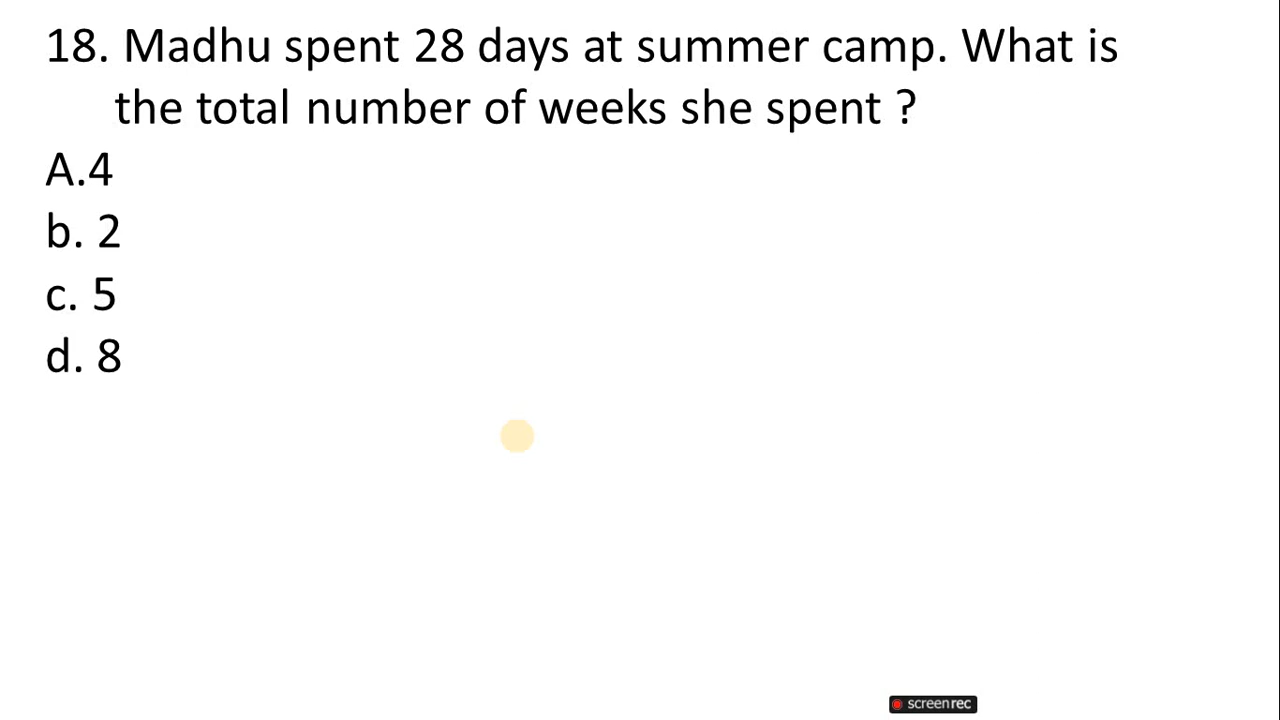 18. Madhu spent 28 days at summer camp. What is
the total number of weeks she spent ?
A.4
b. 2
c. 5
d. 8
screenrec